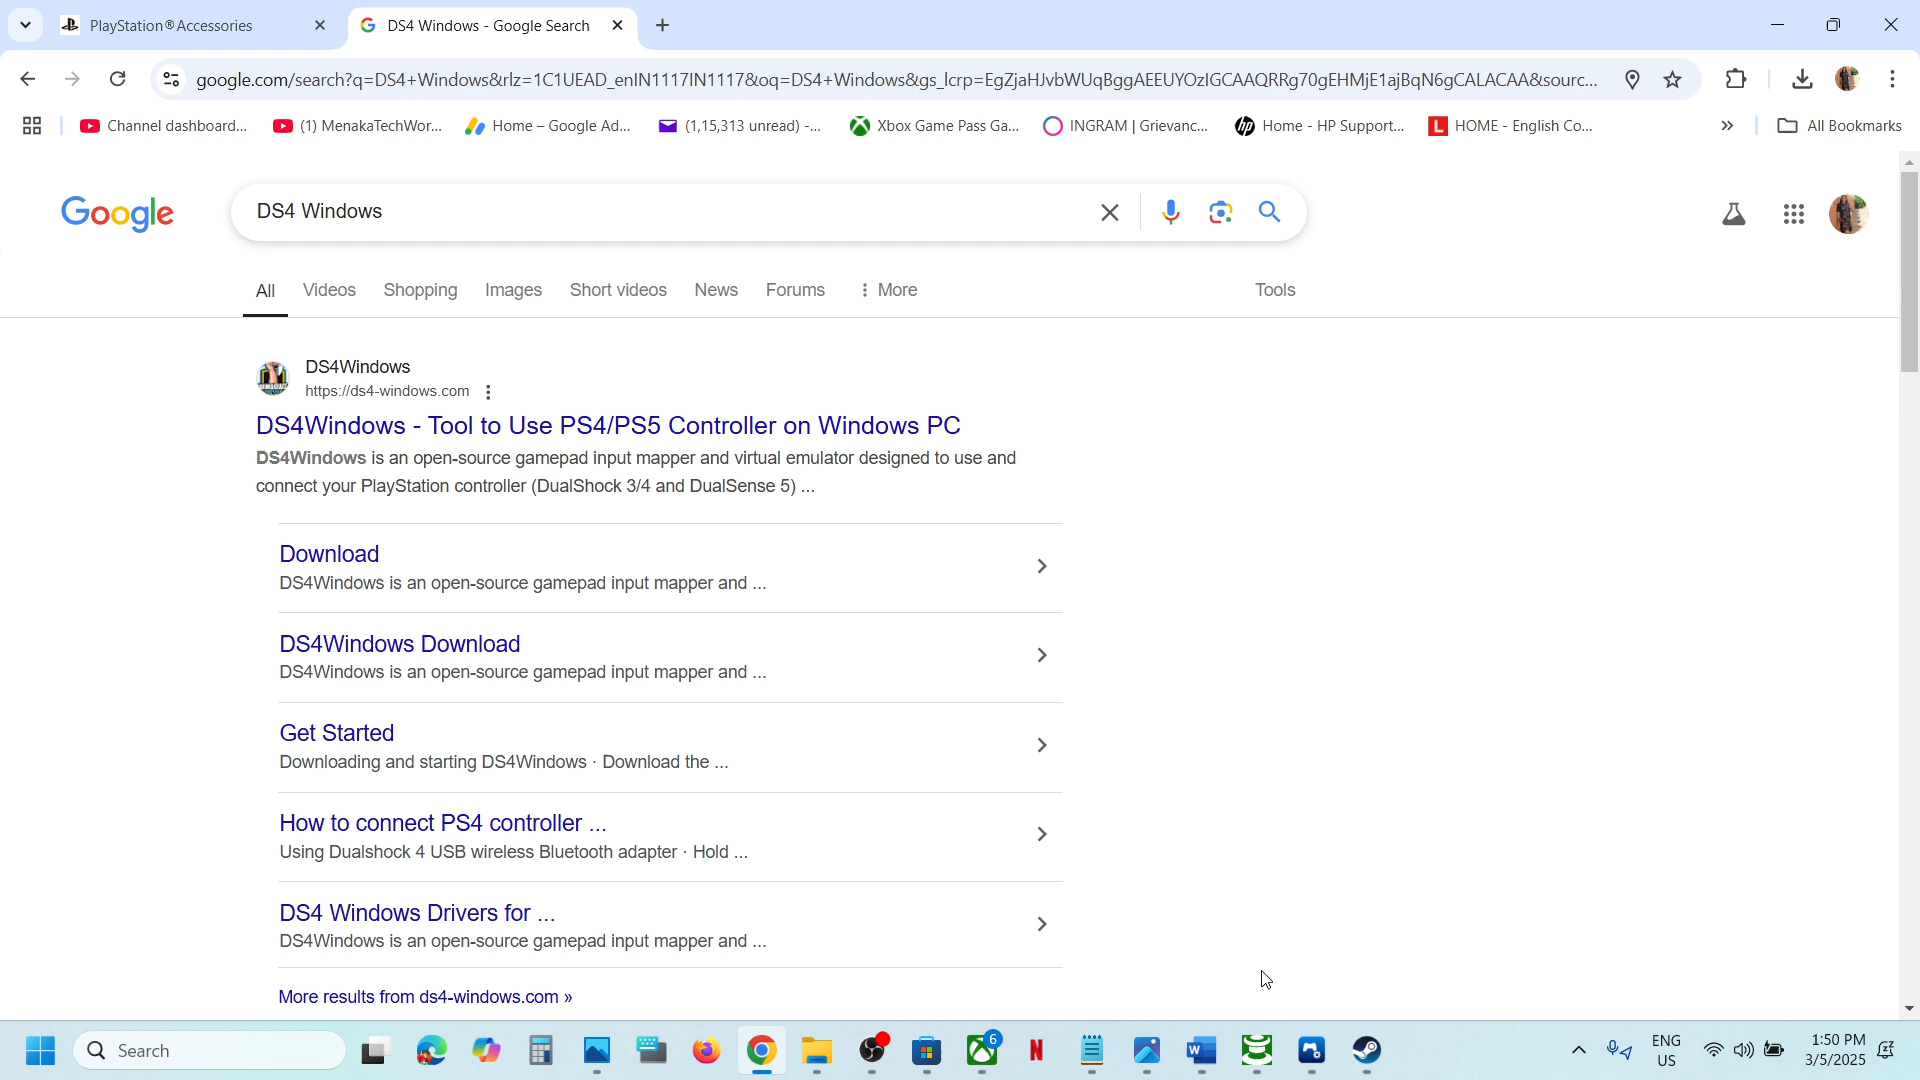 PlayStation®Accessories
DS4 Windows - Google Search
google.com/search?q=DS4+Windows&rlz=1C1UEAD_enIN1117IN1117&oq=DS4+Windows&gs_lcrp=EgZjaHJvbWUqBggAEEUYOzIGCAAQRRg70gEHMjE1ajBqN6gCALACAA&sourc...
Channel dashboard...
(1) MenakaTechWor...
Home – Google Ad...
(1,15,313 unread) -...
Xbox Game Pass Ga...
INGRAM | Grievanc...
Home - HP Support...
HOME - English Co...
All Bookmarks
Google
DS4 Windows
All
Videos
Shopping
Images
Short videos
News
Forums
More
Tools
DS4Windows
https://ds4-windows.com
DS4Windows - Tool to Use PS4/PS5 Controller on Windows PC
DS4Windows is an open-source gamepad input mapper and virtual emulator designed to use and
connect your PlayStation controller (DualShock 3/4 and DualSense 5) ...
Download
DS4Windows is an open-source gamepad input mapper and ...
DS4Windows Download
DS4Windows is an open-source gamepad input mapper and ...
Get Started
Downloading and starting DS4Windows · Download the ...
How to connect PS4 controller ...
Using Dualshock 4 USB wireless Bluetooth adapter · Hold ...
DS4 Windows Drivers for ...
DS4Windows is an open-source gamepad input mapper and ...
More results from ds4-windows.com »
Search
6
ENG
US
1:50 PM
3/5/2025